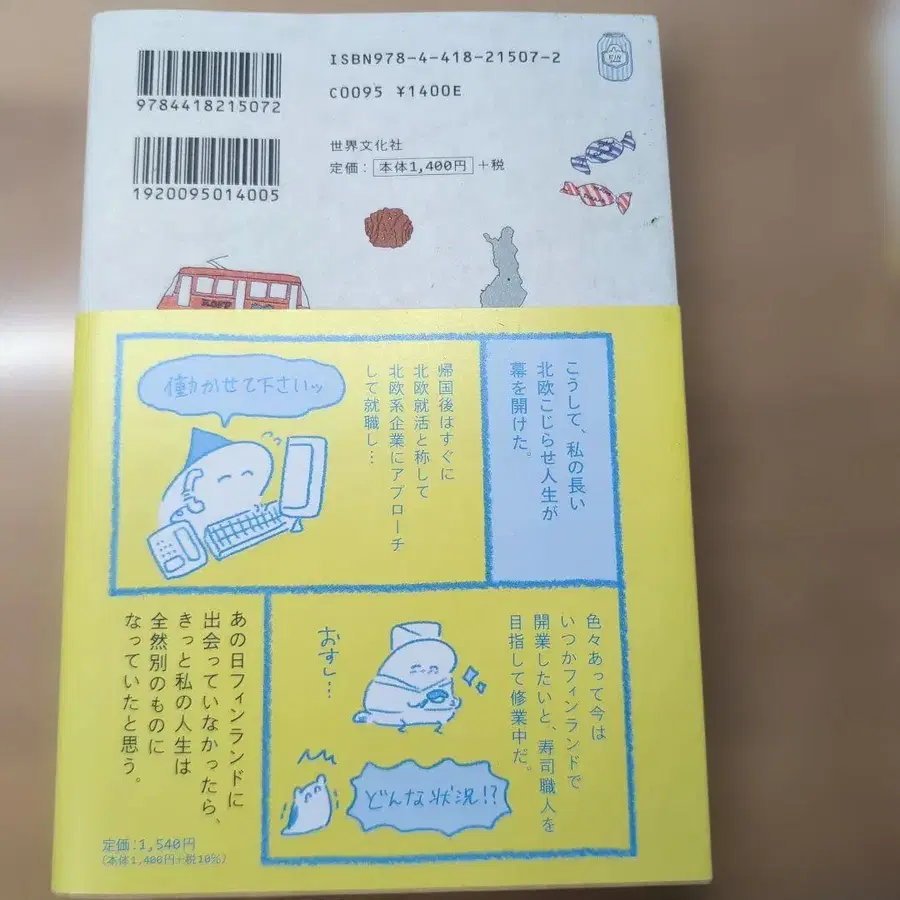 ISBN978-4-418-21507-2
C0095 ¥1400E
9784418215072
世界文化社
定価：本体1,400円＋税
1920095014005
こうして、私の長い
北欧こじらせ人生が
幕を開けた。
帰国後はすぐに
北欧就活と称して
北欧系企業にアプローチ
して就職し…
働かせて下さいッ
色々あって今は
いつかフィンランドで
開業したいと、寿司職人を
目指して修業中だ。
おすし…
どんな状況!?
あの日フィンランドに
出会っていなかったら、
きっと私の人生は
全然別のものに
なっていたと思う。
定価：1,540円
（本体1,400円＋税10%）